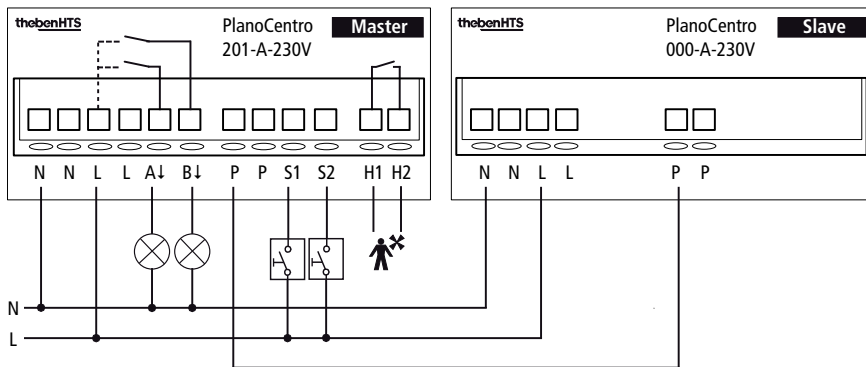 thebenHTS PlanoCentro Master
201-A-230V
N N L L A↓ B↓ P P S1 S2 H1 H2
thebenHTS PlanoCentro Slave
000-A-230V
N N L L P P
N
L